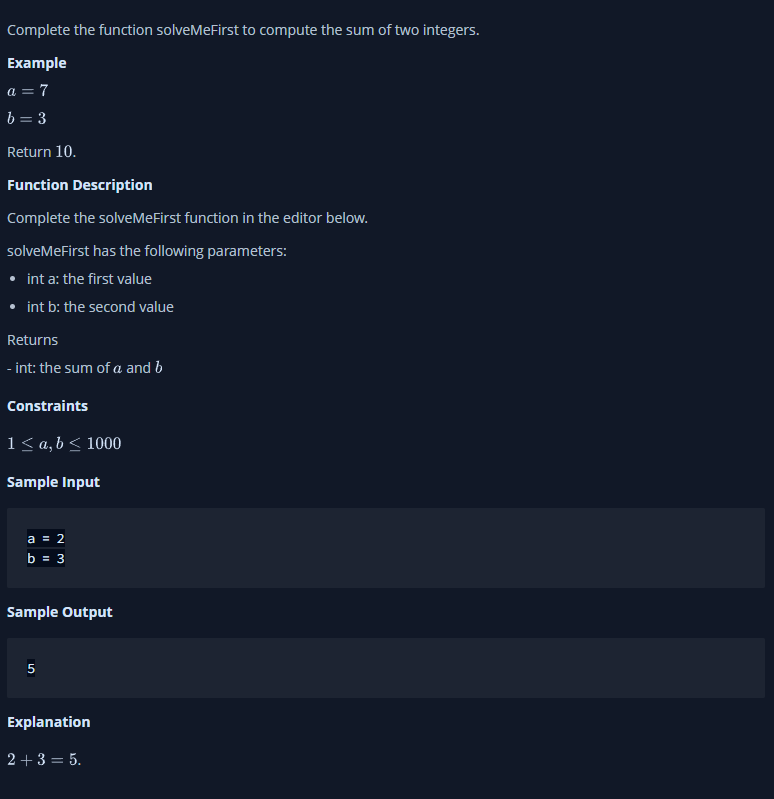 Complete the function solveMeFirst to compute the sum of two integers.
Example
a = 7
b = 3
Return 10.
Function Description
Complete the solveMeFirst function in the editor below.
solveMeFirst has the following parameters:
• int a: the first value
• int b: the second value
Returns
- int: the sum of a and b
Constraints
1 ≤ a, b ≤ 1000
Sample Input
a = 2
b = 3
Sample Output
5
Explanation
2 + 3 = 5.